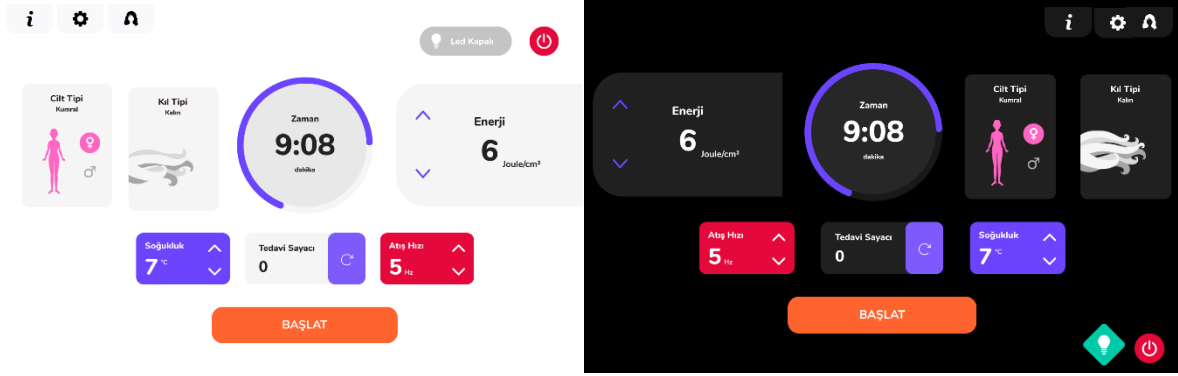 i
Led Kapalı
Cilt Tipi
Kumral
Kıl Tipi
Kalın
Zaman
9:08
dakika
Enerji
6 Joule/cm²
Soğukluk
7 °C
Tedavi Sayacı
0
Atış Hızı
5 Hz
BAŞLAT
i
Enerji
6 Joule/cm²
Zaman
9:08
dakika
Cilt Tipi
Kumral
Kıl Tipi
Kalın
Atış Hızı
5 Hz
Tedavi Sayacı
0
Soğukluk
7 °C
BAŞLAT